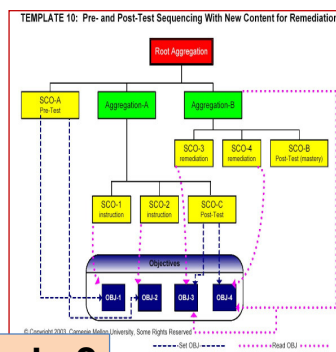 TEMPLATE 10: Pre- and Post-Test Sequencing With New Content for Remediation
Root Aggregation
SCO-A
Pre-Test
Aggregation-A
Aggregation-B
SCO-3
remediation
SCO-4
remediation
SCO-B
Post-Test (mastery)
SCO-1
instruction
SCO-2
instruction
SCO-C
Post-Test
Objectives
OBJ-1
OBJ-2
OBJ-3
OBJ-4
© Copyright 2003, Carnegie Mellon University, Some Rights Reserved
Set OBJ
Read OBJ